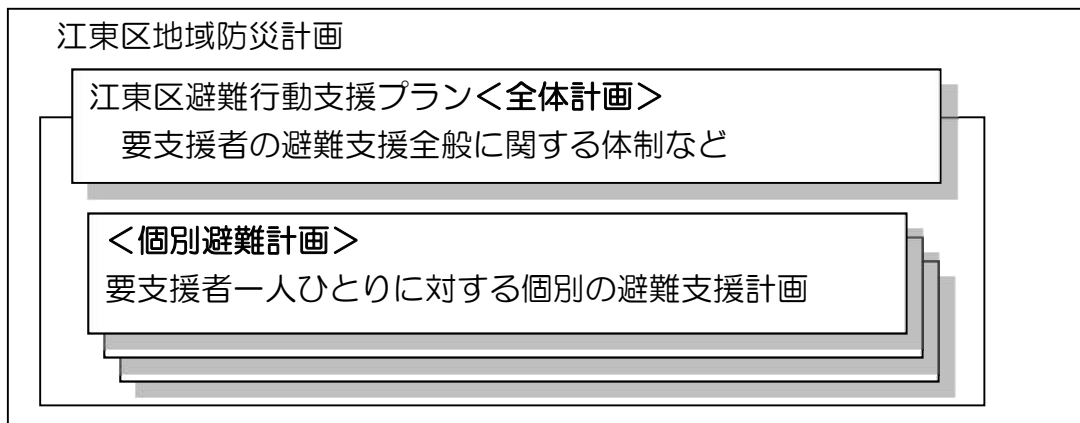 江東区地域防災計画
江東区避難行動支援プラン＜全体計画＞
要支援者の避難支援全般に関する体制など
＜個別避難計画＞
要支援者一人ひとりに対する個別の避難支援計画